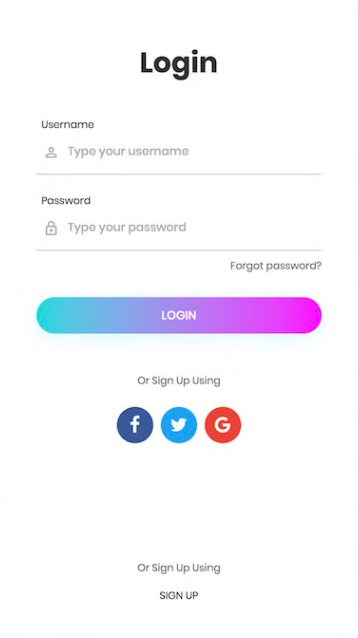 Login
Username
Type your username
Password
Type your password
Forgot password?
LOGIN
Or Sign Up Using
f G
Or Sign Up Using
SIGN UP